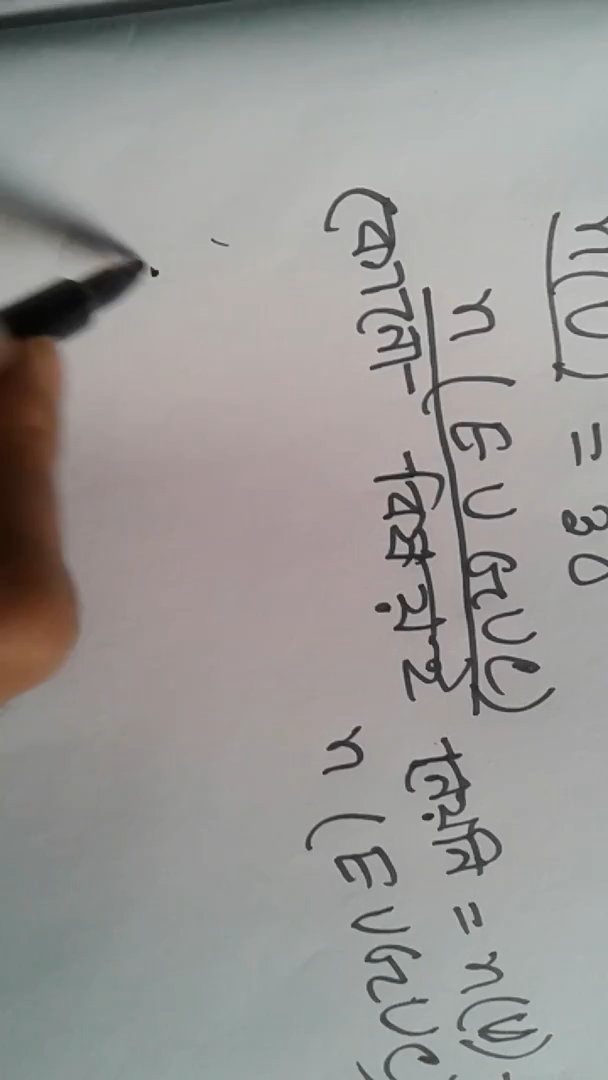 n(U) = 30
n(E U G U C)
কোনো বিষয়ই নেয়নি = n(U)
n(E U G U C